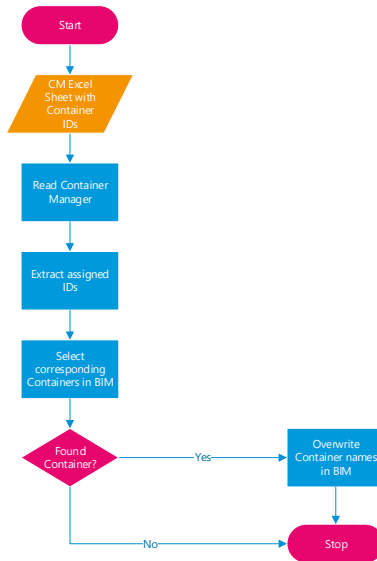 Start
CM Excel
Sheet with
Container
IDs
Read Container
Manager
Extract assigned
IDs
Select
corresponding
Containers in BIM
Found
Container?
Yes
Overwrite
Container names
in BIM
No
Stop